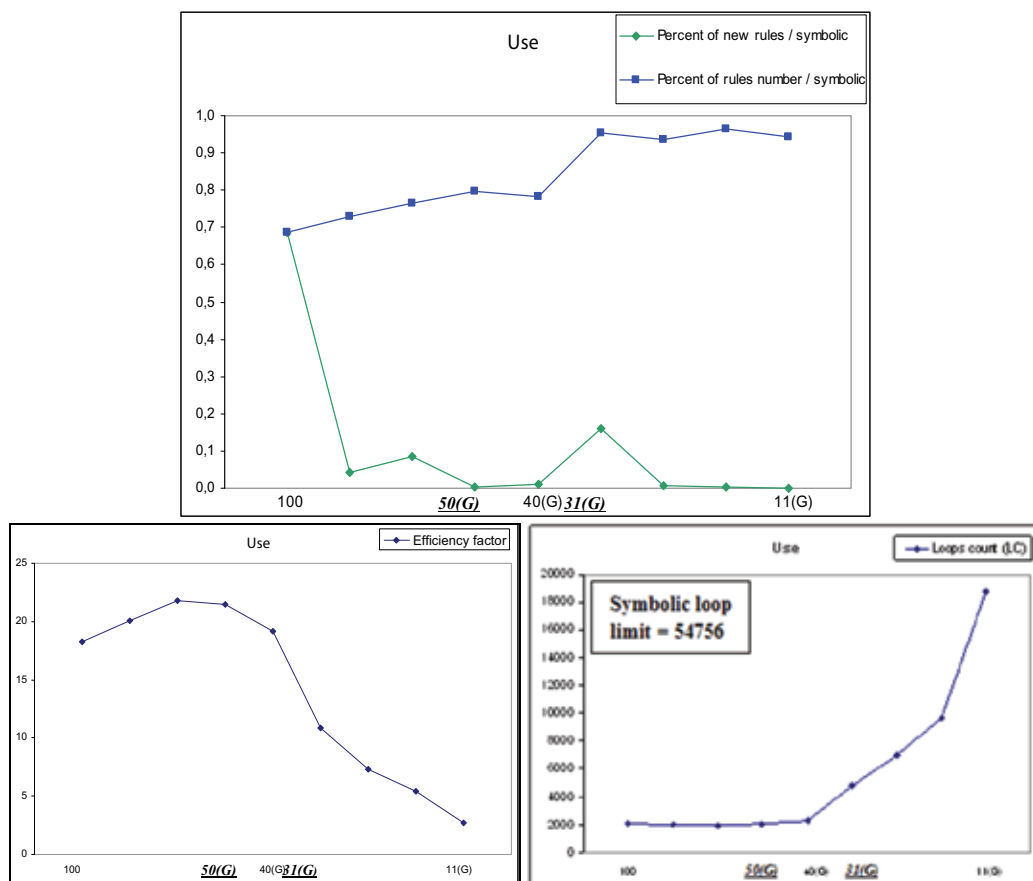 Use
Percent of new rules / symbolic
Percent of rules number / symbolic
1,0
0,9
0,8
0,7
0,6
0,5
0,4
0,3
0,2
0,1
0,0
100 50(G) 40(G) 31(G) 11(G)
Use
Efficiency factor
25
20
15
10
5
0
100 50(G) 40(G) 31(G) 11(G)
Use
Loops count (LC)
Symbolic loop
limit = 54756
20000
18000
16000
14000
12000
10000
8000
6000
4000
2000
0
100 50(G) 40(G) 31(G) 11(G)